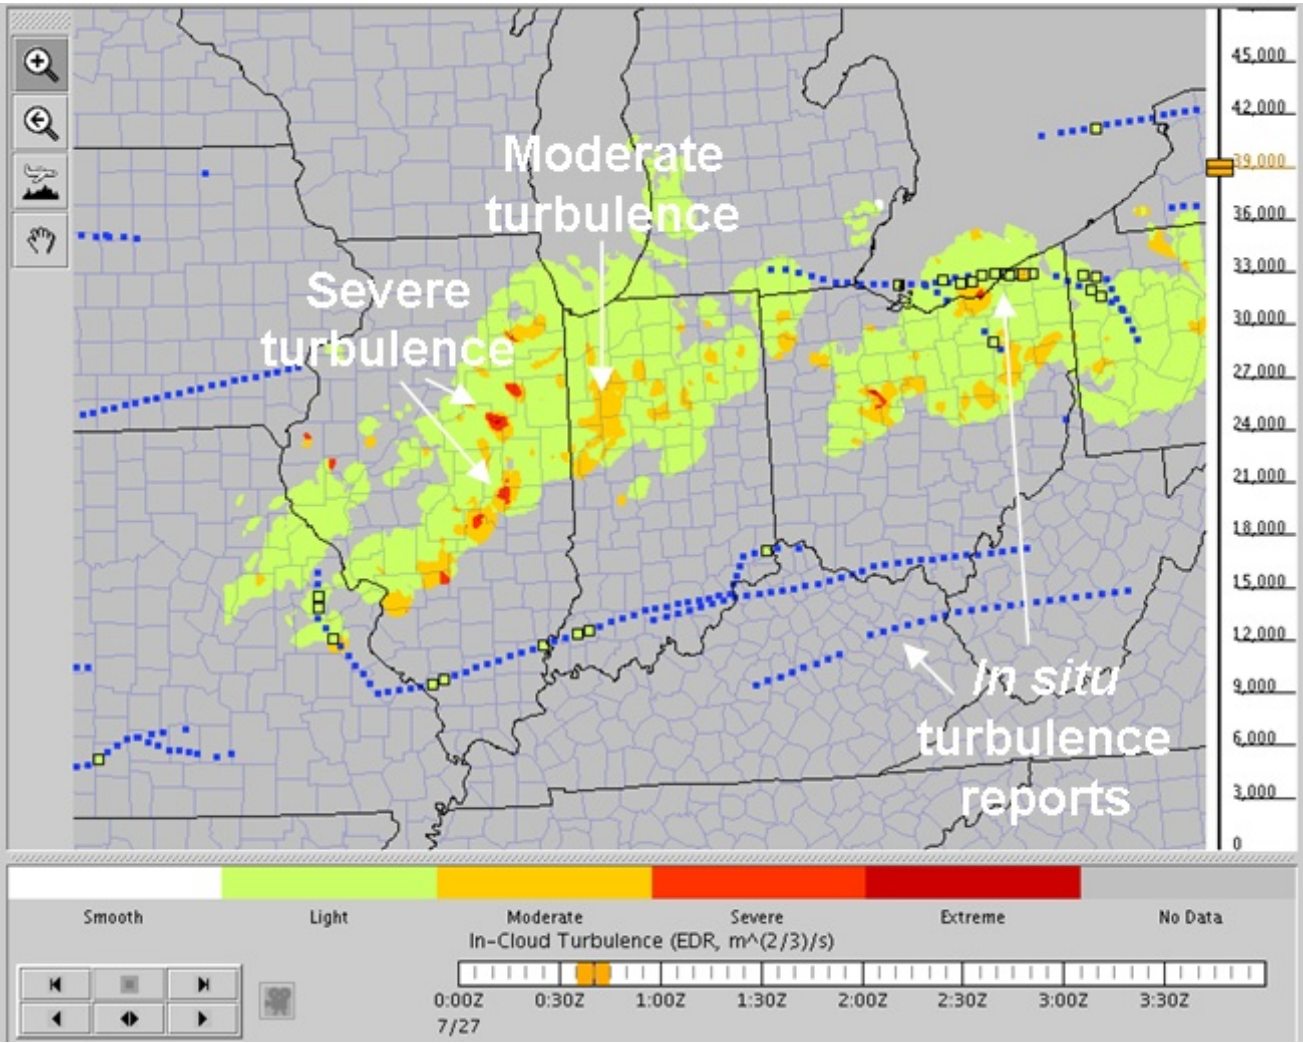 Moderate
turbulence
Severe
turbulence
In situ
turbulence
reports
45,000
42,000
39,000
36,000
33,000
30,000
27,000
24,000
21,000
18,000
15,000
12,000
9,000
6,000
3,000
0
Smooth Light Moderate Severe Extreme No Data
In-Cloud Turbulence (EDR, m^(2/3)/s)
0:00Z 0:30Z 1:00Z 1:30Z 2:00Z 2:30Z 3:00Z 3:30Z
7/27